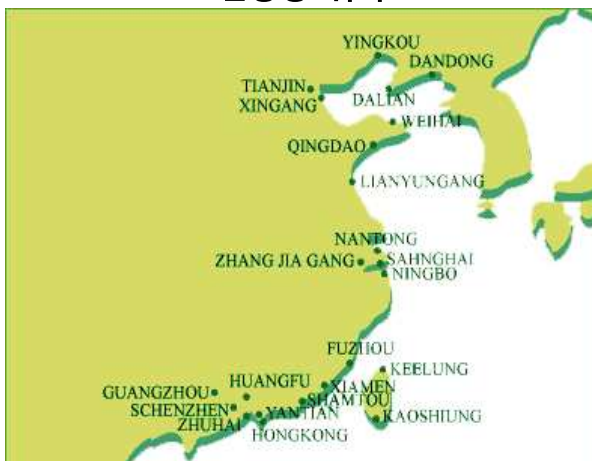 YINGKOU
DANDONG
TIANJIN
DALIAN
XINGANG
WEIHAI
QINGDAO
LIANYUNGANG
NANTONG
ZHANG JIA GANG
SAHNGHAI
NINGBO
FUZHOU
KEELUNG
HUANGFU
GUANGZHOU
XIAMEN
SHAMTOU
SCHENZHEN
YANTIAN
KAOSHIUNG
ZHUHAI
HONGKONG